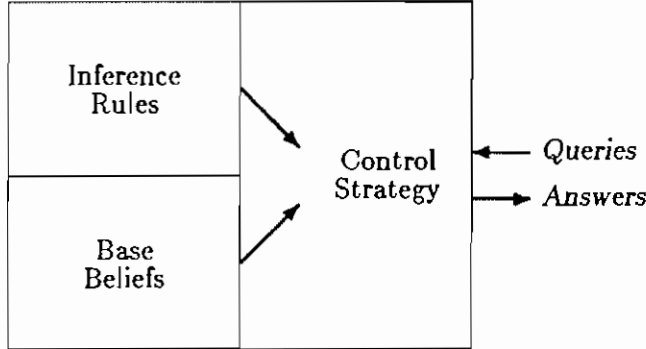 Inference
Rules
Control
Strategy
Queries
Answers
Base
Beliefs